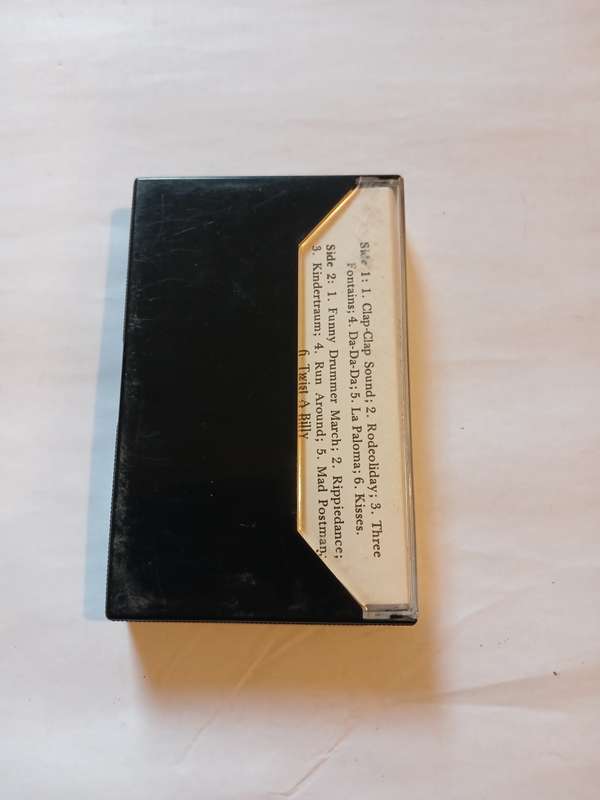 Side 1: 1. Clap-Clap Sound; 2. Rodeoliday; 3. Three
Fontains; 4. Da-Da-Da; 5. La Paloma; 6. Kisses.
Side 2: 1. Funny Drummer March; 2. Rippiedance;
3. Kindertraum; 4. Run Around; 5. Mad Postman;
6 Twist A Billy